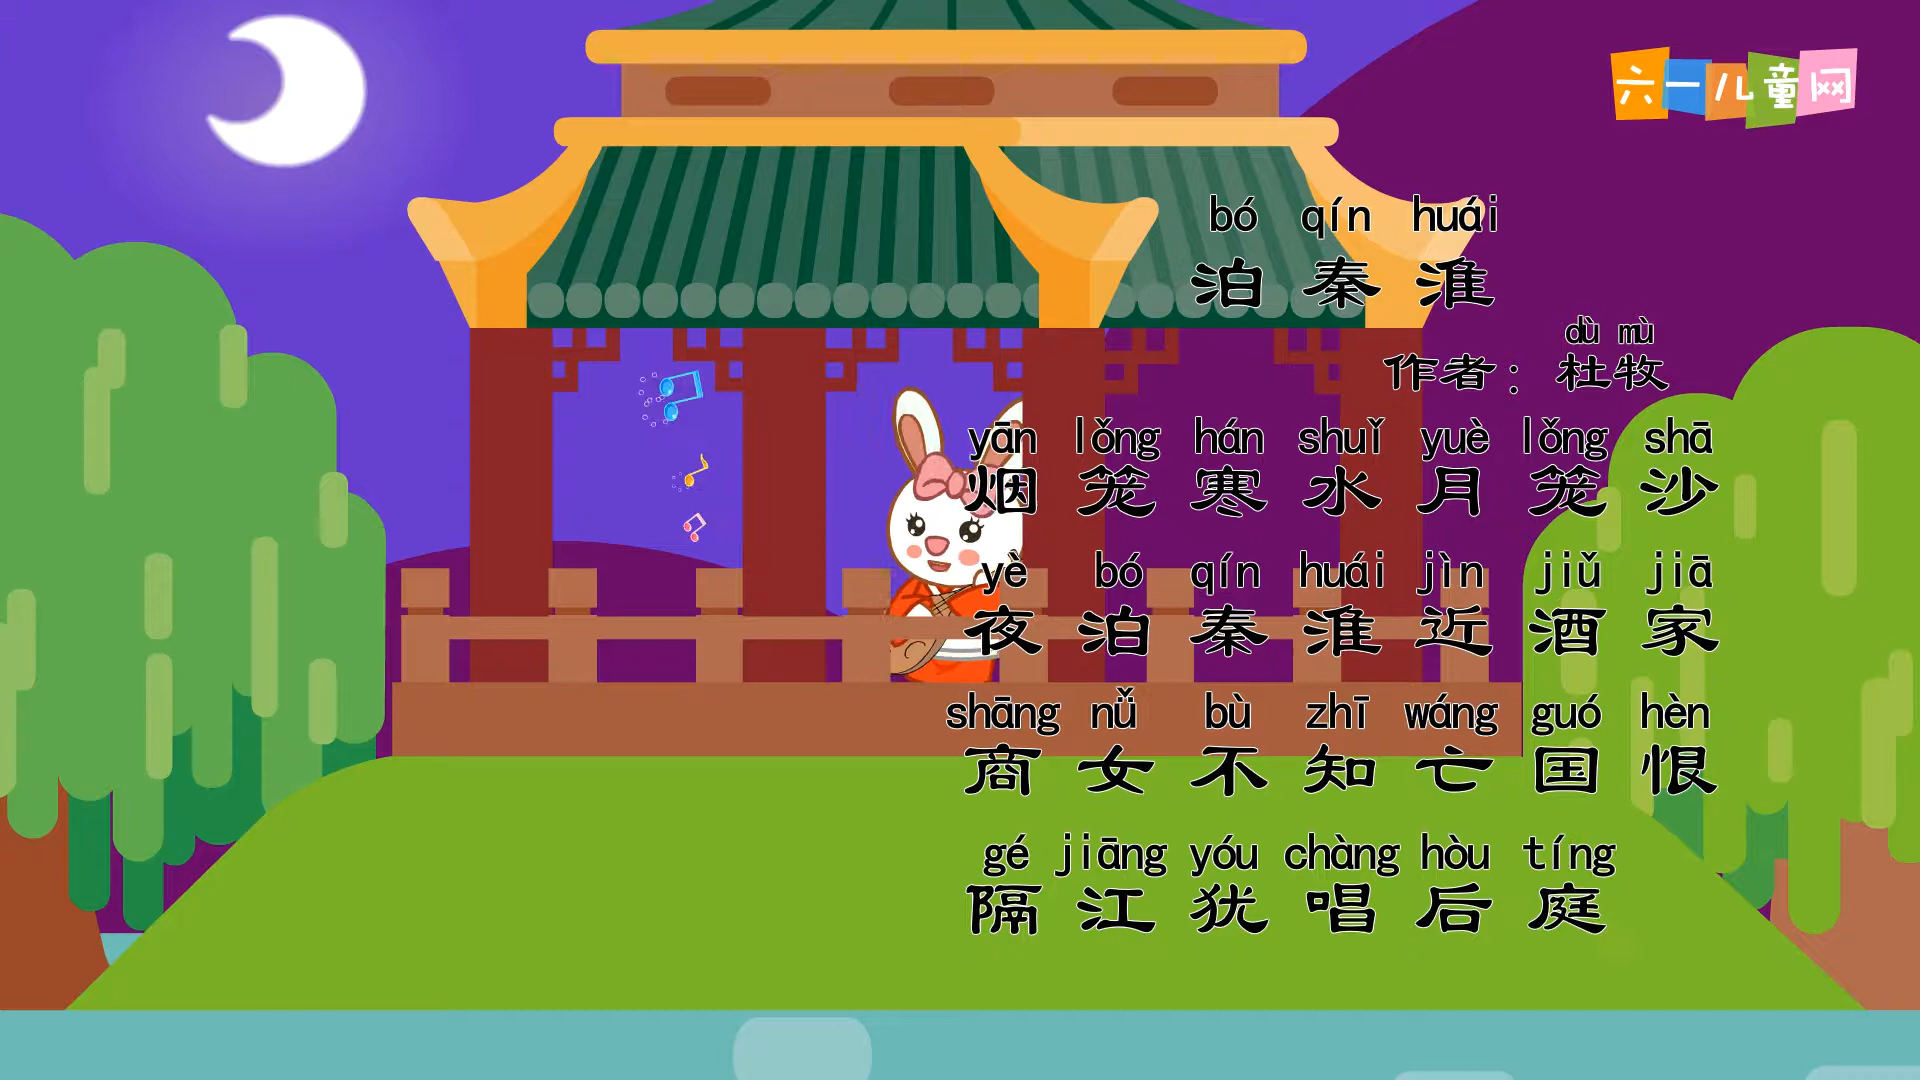 六一儿童网
bó qín huái
泊秦淮
dù mù
作者：杜牧
yān lǒng hán shuǐ yuè lǒng shā
烟笼寒水月笼沙
yè bó qín huái jìn jiǔ jiā
夜泊秦淮近酒家
shāng nǚ bù zhī wáng guó hèn
商女不知亡国恨
gé jiāng yóu chàng hòu tíng
隔江犹唱后庭